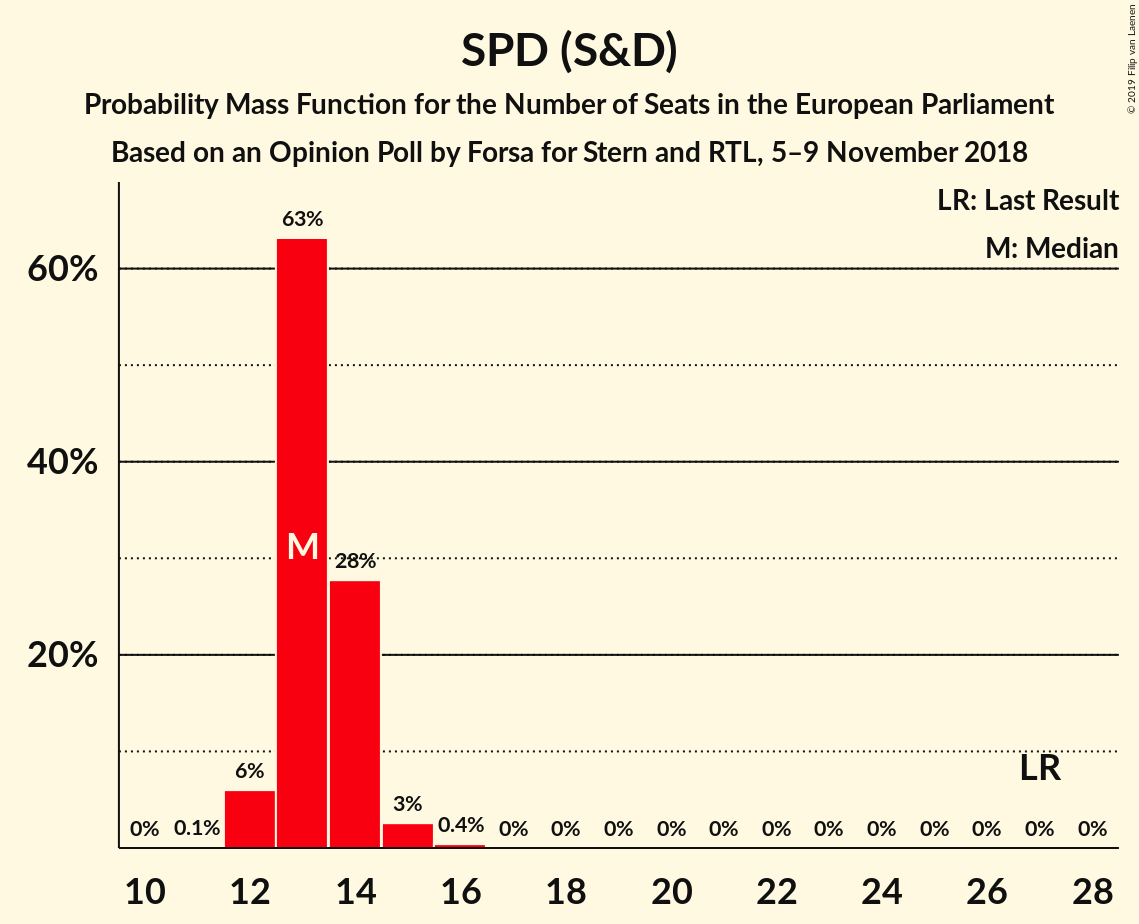 SPD (S&D)
Probability Mass Function for the Number of Seats in the European Parliament
Based on an Opinion Poll by Forsa for Stern and RTL, 5–9 November 2018
© 2019 Filip van Laenen
LR: Last Result
M: Median
63%
60%
40%
M
28%
20%
LR
6%
3%
0% 0.1% 0.4% 0% 0% 0% 0% 0% 0% 0% 0% 0% 0% 0% 0%
10 12 14 16 18 20 22 24 26 28